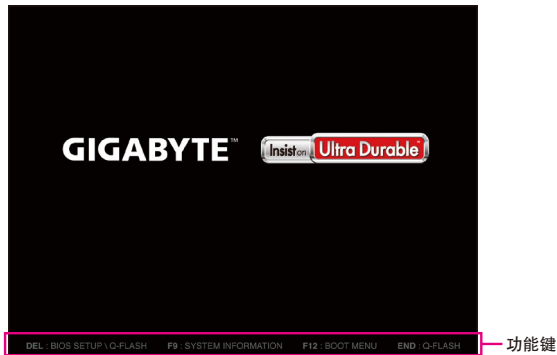 GIGABYTE™
Insist on Ultra Durable™
DEL : BIOS SETUP \ Q-FLASH F9 : SYSTEM INFORMATION F12 : BOOT MENU END : Q-FLASH
功能键